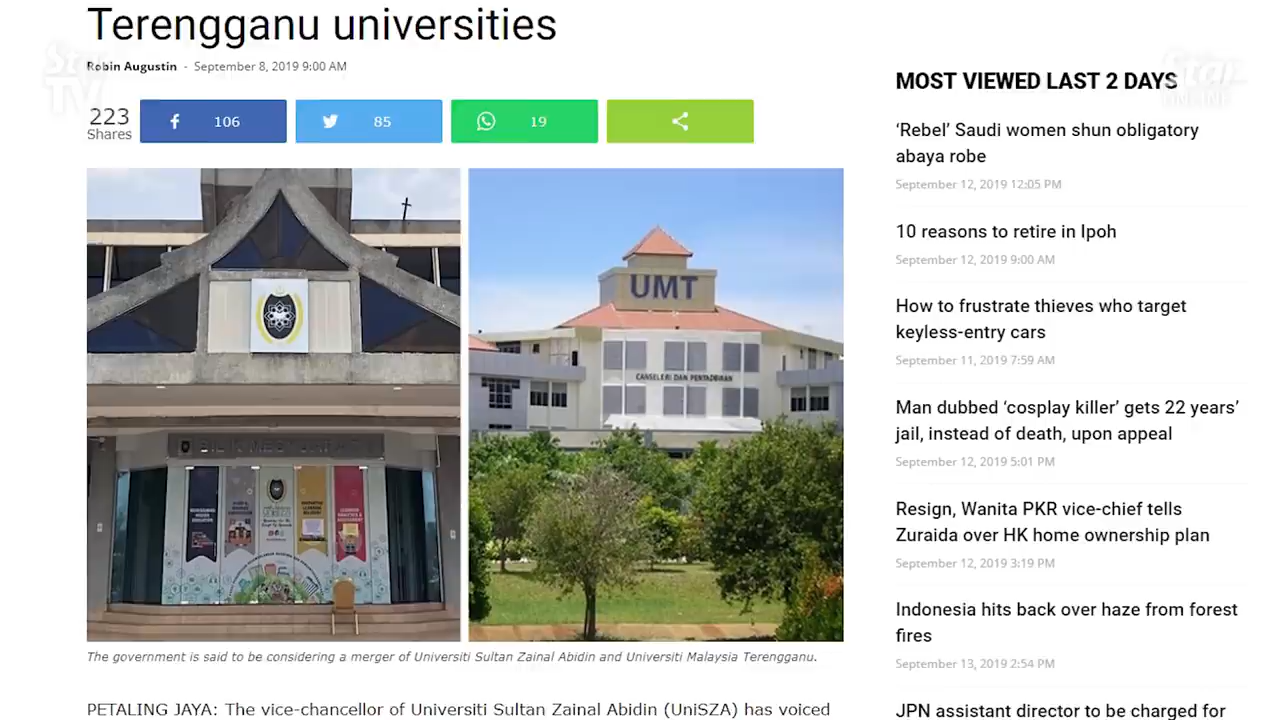 Terengganu universities
Robin Augustin - September 8, 2019 9:00 AM
223
Shares
106
85
19
UMT
CANSELERI DAN PENTADBIRAN
The government is said to be considering a merger of Universiti Sultan Zainal Abidin and Universiti Malaysia Terengganu.
PETALING JAYA: The vice-chancellor of Universiti Sultan Zainal Abidin (UniSZA) has voiced
Star
TV
Star
ONLINE
MOST VIEWED LAST 2 DAYS
‘Rebel’ Saudi women shun obligatory
abaya robe
September 12, 2019 12:05 PM
10 reasons to retire in Ipoh
September 12, 2019 9:00 AM
How to frustrate thieves who target
keyless-entry cars
September 11, 2019 7:59 AM
Man dubbed ‘cosplay killer’ gets 22 years’
jail, instead of death, upon appeal
September 12, 2019 5:01 PM
Resign, Wanita PKR vice-chief tells
Zuraida over HK home ownership plan
September 12, 2019 3:19 PM
Indonesia hits back over haze from forest
fires
September 13, 2019 2:54 PM
JPN assistant director to be charged for